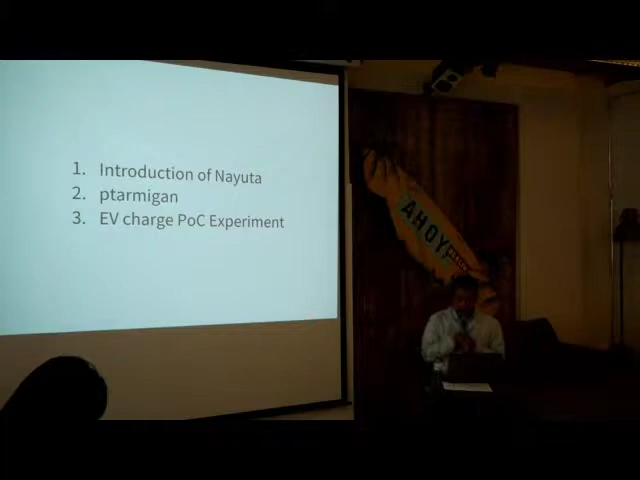 1. Introduction of Nayuta
2. ptarmigan
3. EV charge PoC Experiment
AHOY!